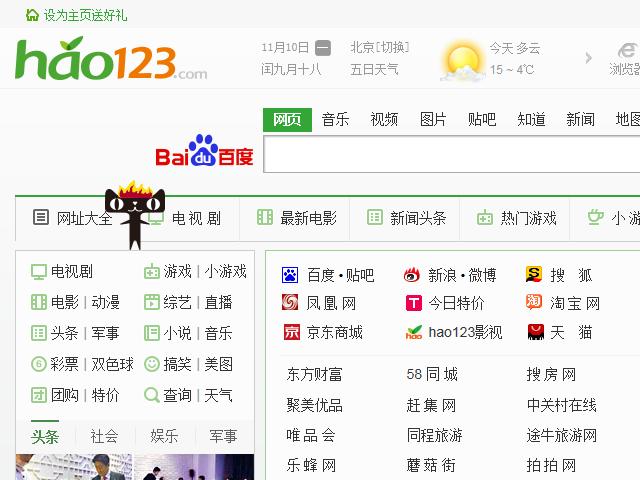 设为主页送好礼
hao123.com
11月10日 一 北京[切换] 今天 多云
闰九月十八 五日天气 15 ~ 4℃ 浏览器
网页 音乐 视频 图片 贴吧 知道 新闻 地图
Bai du 百度
网址大全 电 视 剧 最新电影 新闻头条 热门游戏 小 游
电视剧 游戏 | 小游戏
电影 | 动漫 综艺 | 直播
头条 | 军事 小说 | 音乐
彩票 | 双色球 搞笑 | 美图
团购 | 特价 查询 | 天气
头条 社会 娱乐 军事
百度 · 贴吧 新浪 · 微博 搜 狐
凤 凰 网 今日特价 淘 宝 网
京东商城 hao123影视 天 猫
东方财富 58 同 城 搜 房 网
聚美优品 赶 集 网 中关村在线
唯 品 会 同程旅游 途牛旅游网
乐 蜂 网 蘑 菇 街 拍 拍 网